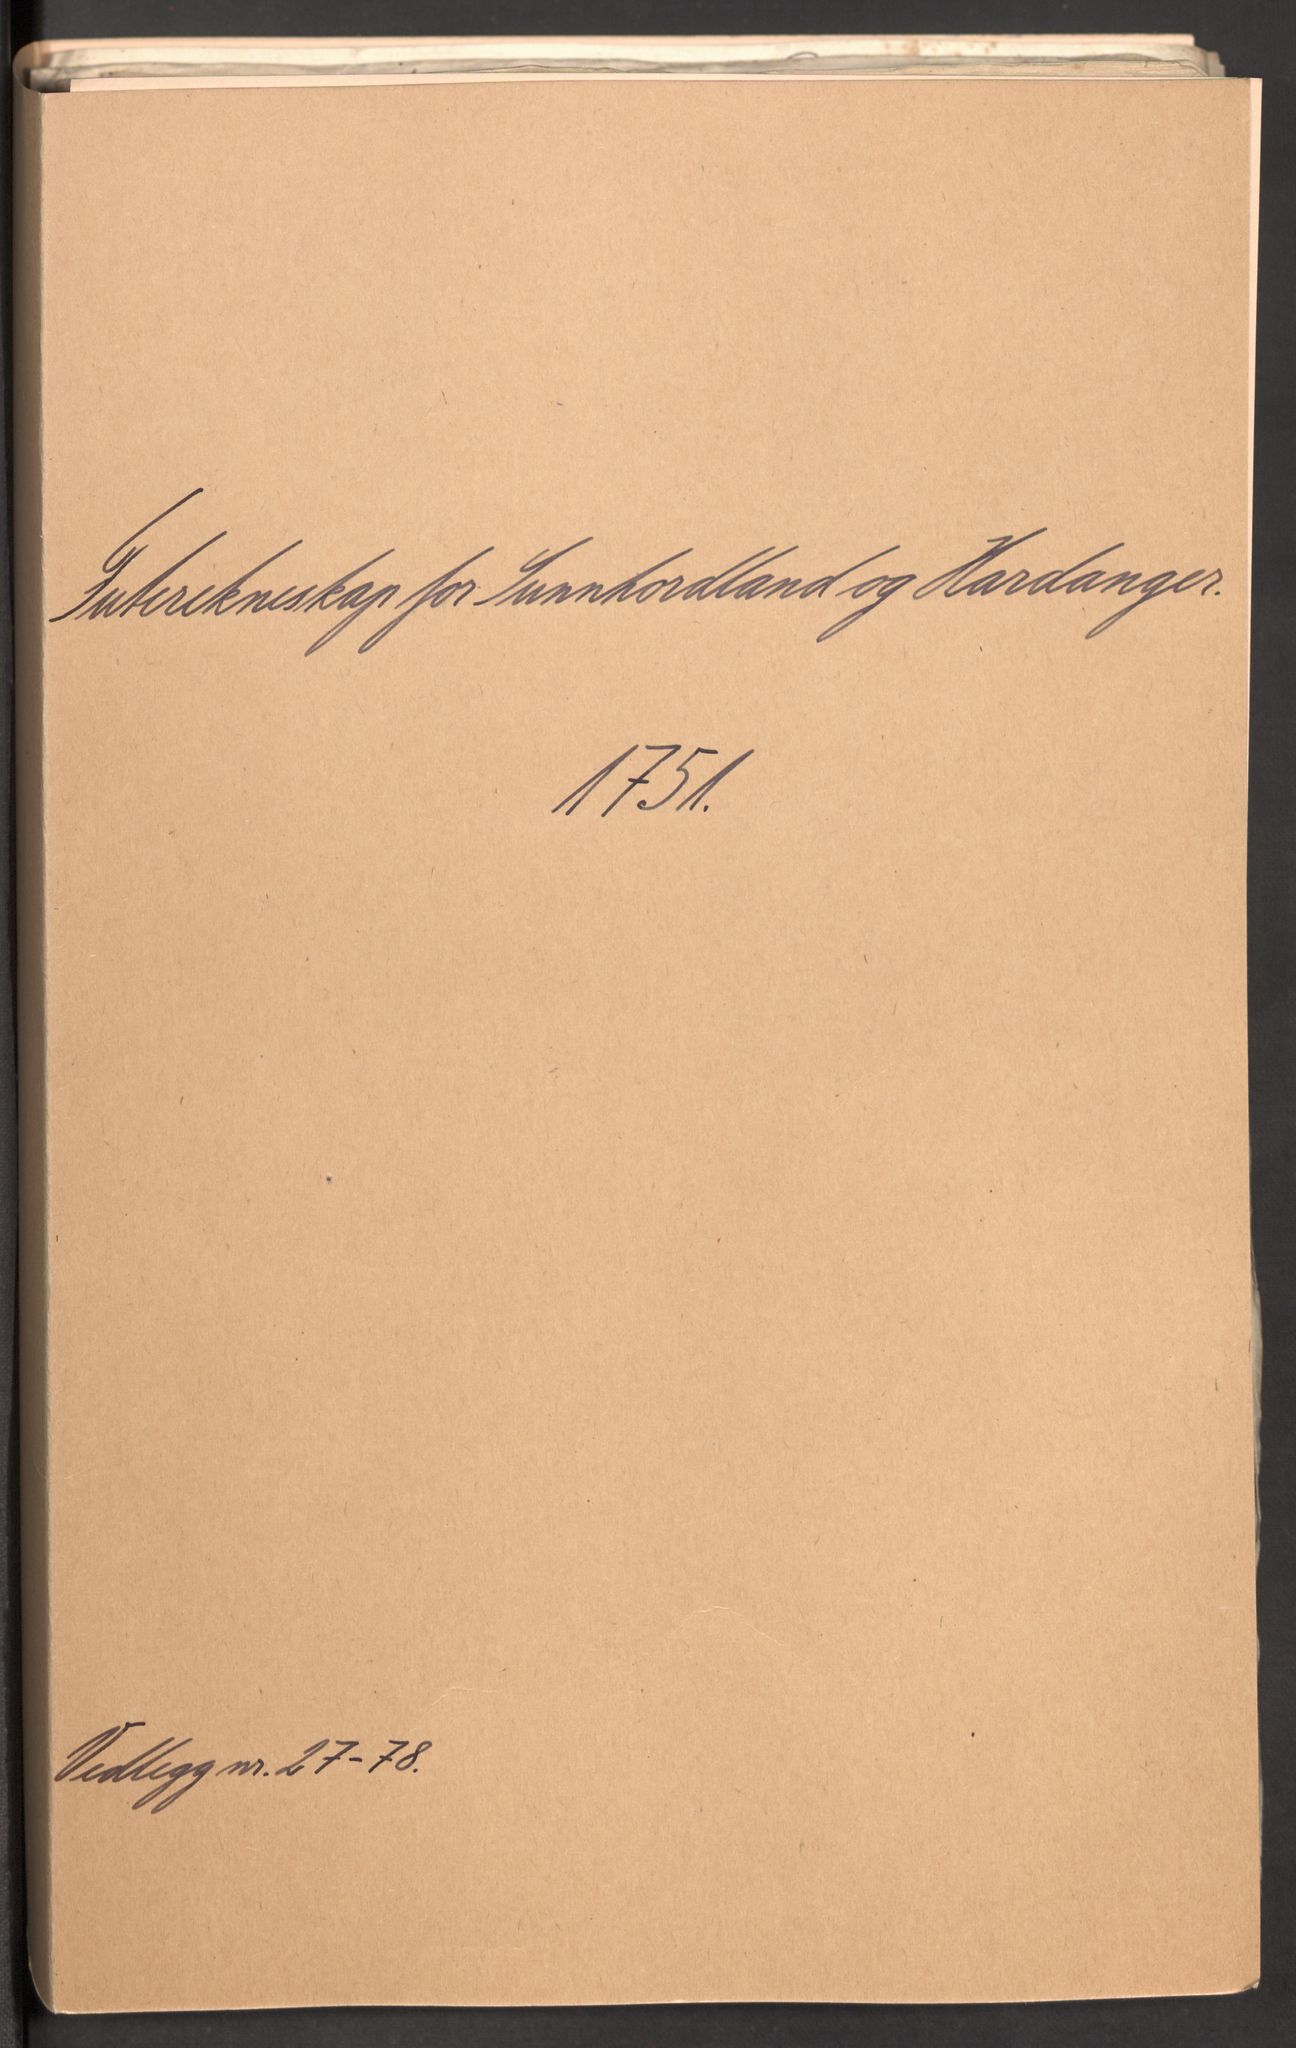 Futerekneskap for Sunnhordland og Hardanger.
1751.
Vedlegg nr. 27-78.